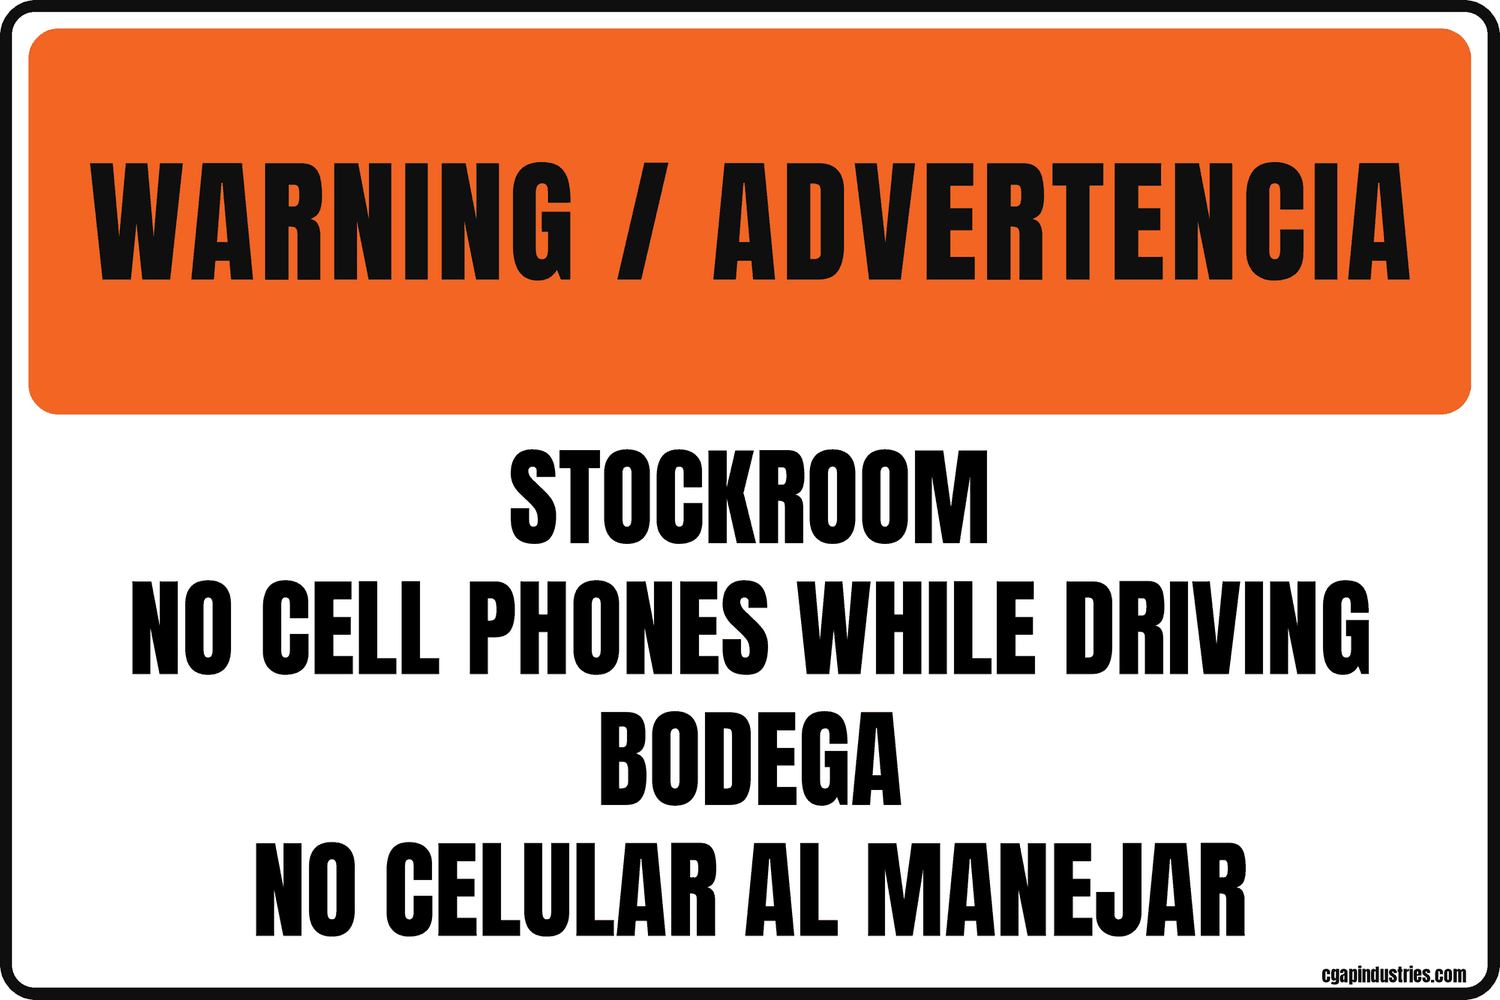 WARNING / ADVERTENCIA
STOCKROOM
NO CELL PHONES WHILE DRIVING
BODEGA
NO CELULAR AL MANEJAR
cgapindustries.com